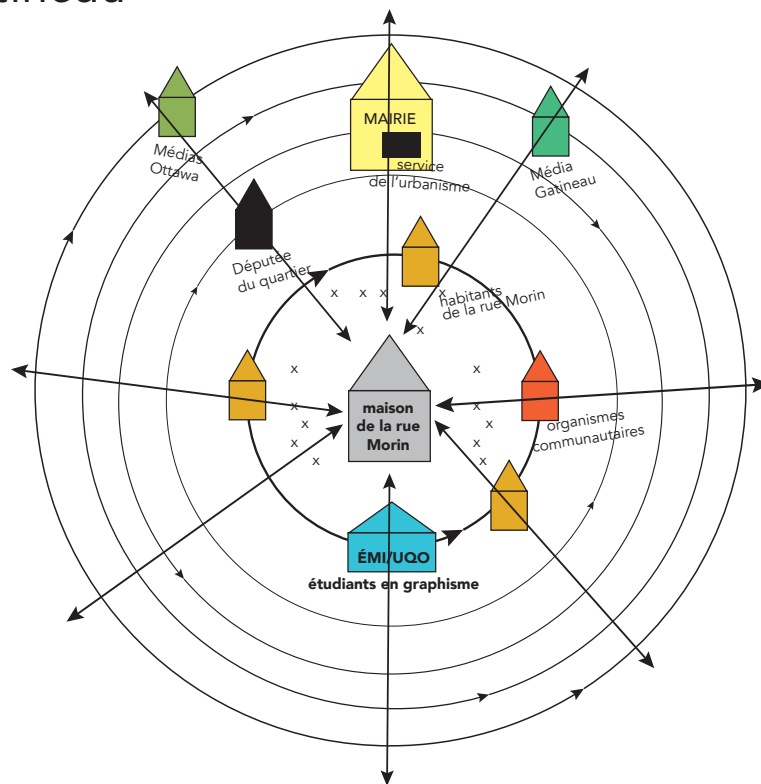 MAIRIE
service
de l'urbanisme
Médias
Ottawa
Média
Gatineau
Députée
du quartier
habitants
de la rue Morin
x x x x
x
x x
x x
x x
x x
x x
maison
de la rue
Morin
organismes
communautaires
ÉMI/UQO
étudiants en graphisme